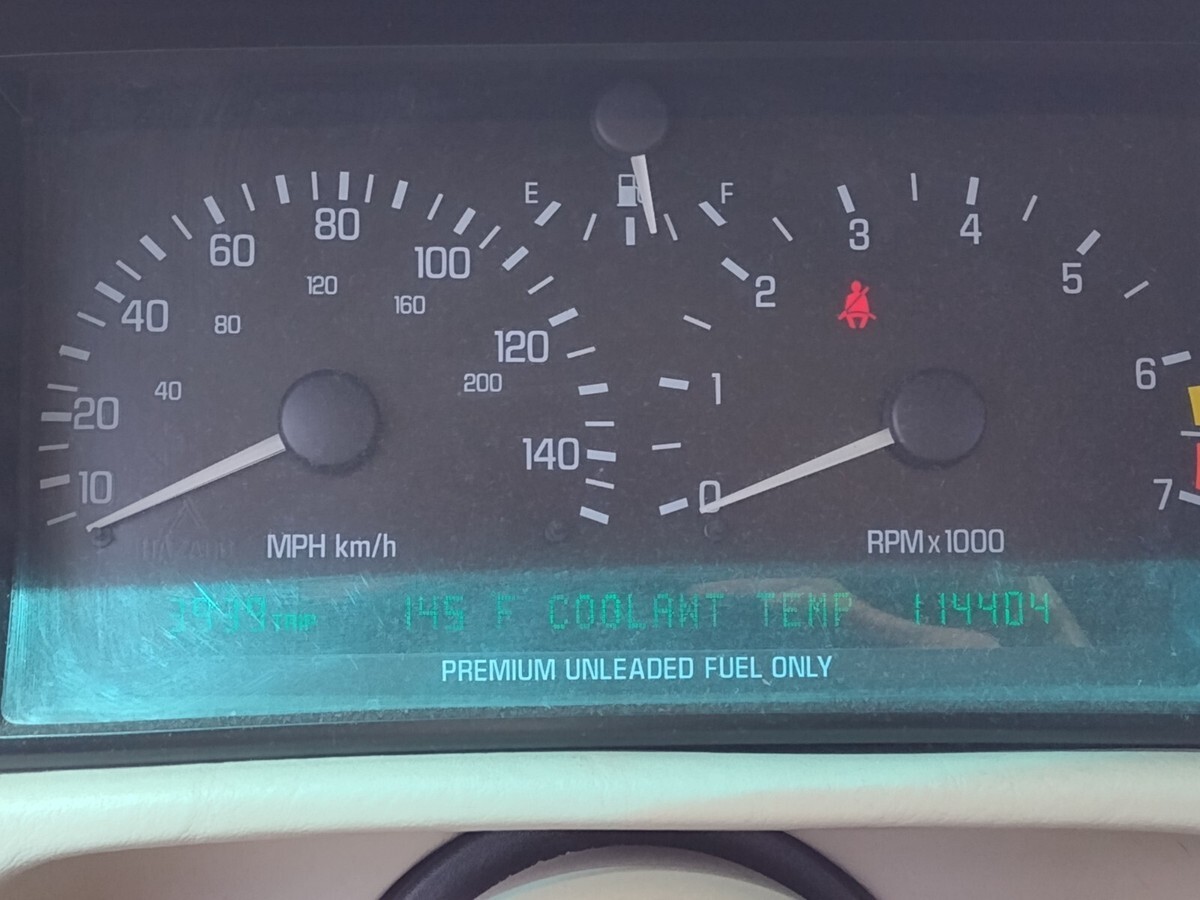 E F
10 20 40 60 80 100 120 140
40 80 120 160 200
0 1 2 3 4 5 6 7
MPH km/h
RPM x 1000
TRIP 145 F COOLANT TEMP
PREMIUM UNLEADED FUEL ONLY